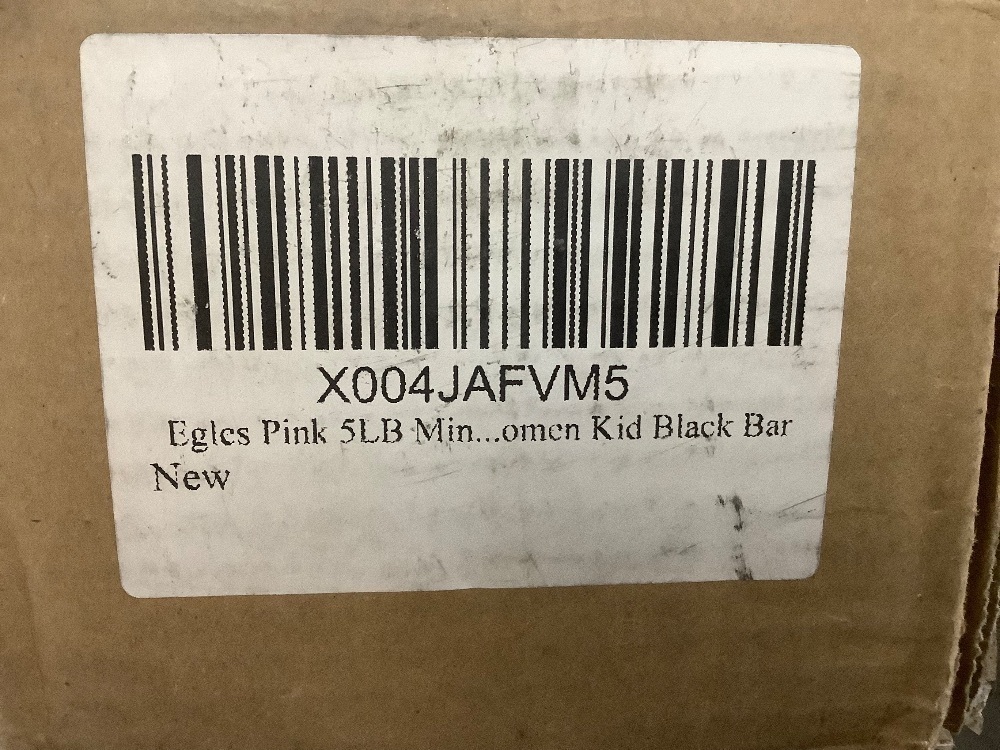 X004JAFVM5
Egles Pink 5LB Min...omen Kid Black Bar
New